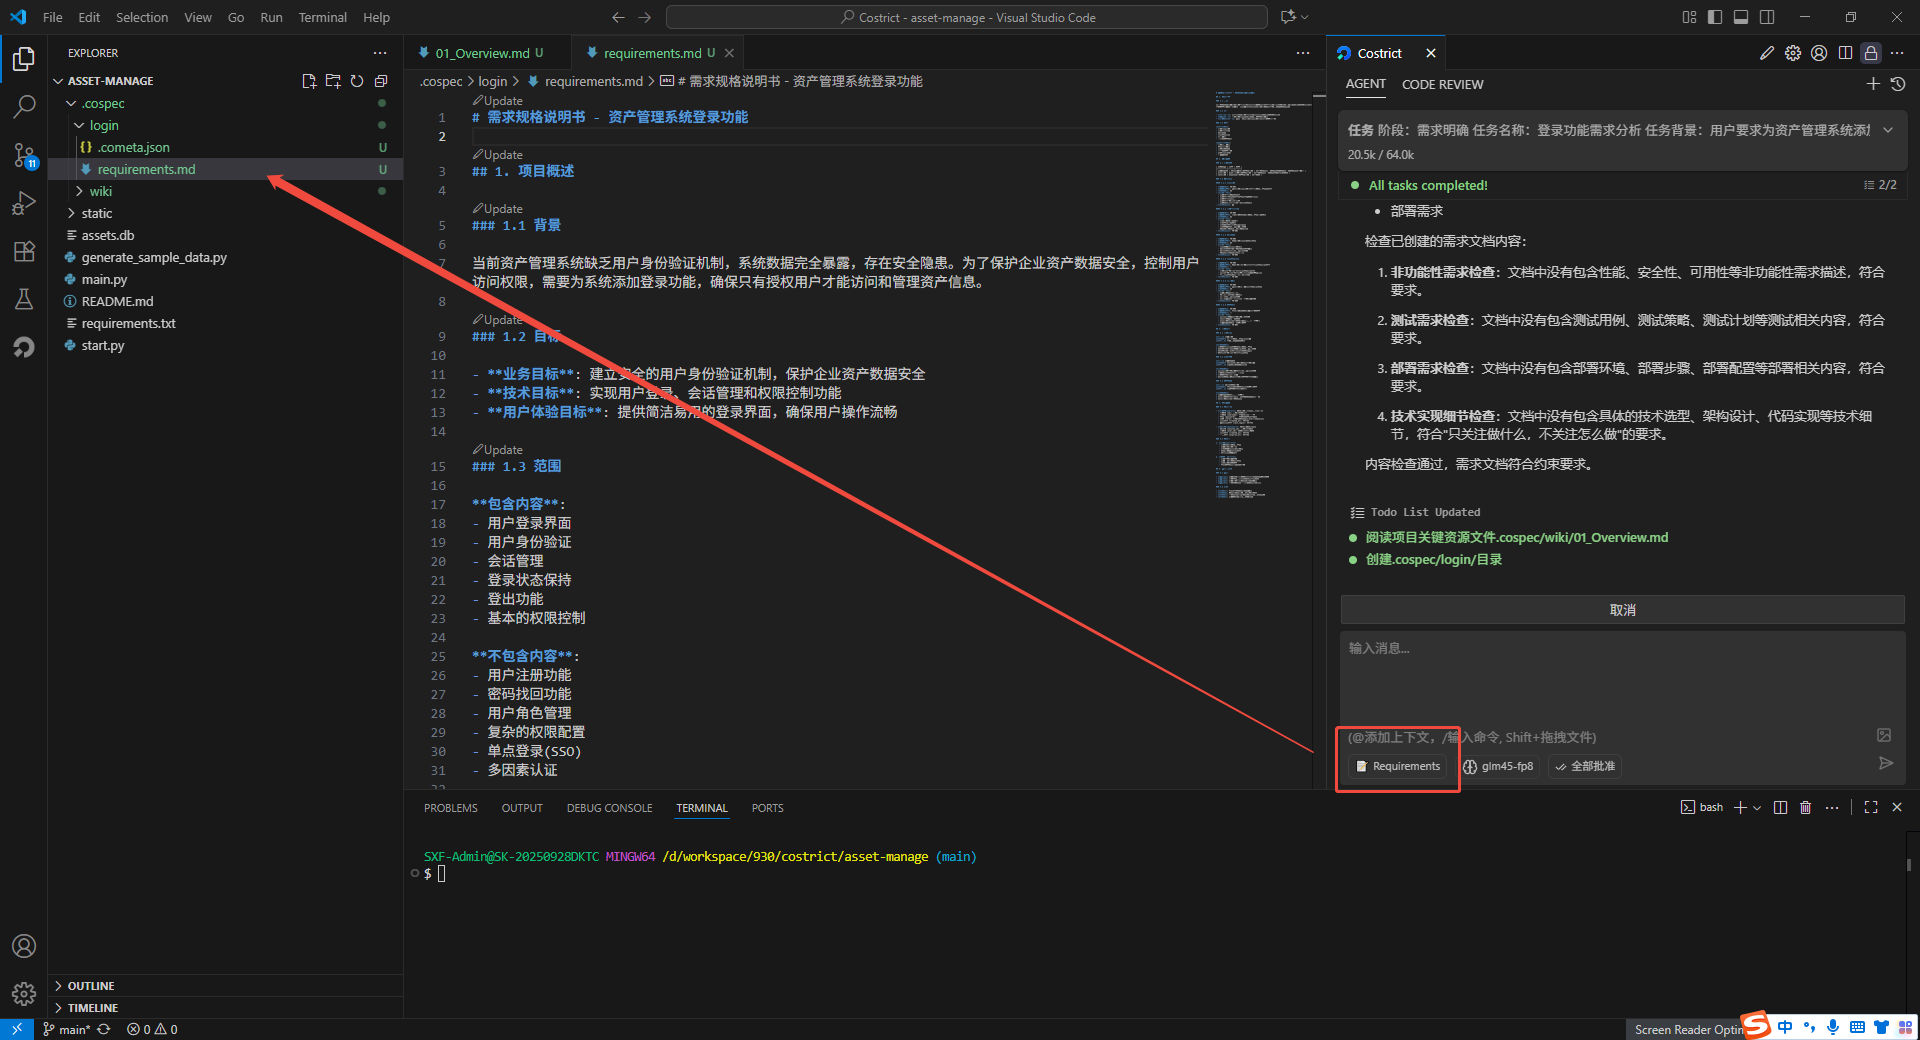 File Edit Selection View Go Run Terminal Help
Costrict - asset-manage - Visual Studio Code
EXPLORER
ASSET-MANAGE
.cospec
login
{} .cometa.json U
requirements.md U
wiki
static
assets.db
generate_sample_data.py
main.py
README.md
requirements.txt
start.py
OUTLINE
TIMELINE
11
01_Overview.md U
requirements.md U
.cospec > login > requirements.md > # 需求规格说明书 - 资产管理系统登录功能
Update
1 # 需求规格说明书 - 资产管理系统登录功能
2
Update
3 ## 1. 项目概述
4
Update
5 ### 1.1 背景
6
7 当前资产管理系统缺乏用户身份验证机制，系统数据完全暴露，存在安全隐患。为了保护企业资产数据安全，控制用户
访问权限，需要为系统添加登录功能，确保只有授权用户才能访问和管理资产信息。
8
Update
9 ### 1.2 目标
10
11 - **业务目标**: 建立安全的用户身份验证机制，保护企业资产数据安全
12 - **技术目标**: 实现用户登录、会话管理和权限控制功能
13 - **用户体验目标**: 提供简洁易用的登录界面，确保用户操作流畅
14
Update
15 ### 1.3 范围
16
17 **包含内容**:
18 - 用户登录界面
19 - 用户身份验证
20 - 会话管理
21 - 登录状态保持
22 - 登出功能
23 - 基本的权限控制
24
25 **不包含内容**:
26 - 用户注册功能
27 - 密码找回功能
28 - 用户角色管理
29 - 复杂的权限配置
30 - 单点登录(SSO)
31 - 多因素认证
Costrict
AGENT CODE REVIEW
任务 阶段：需求明确 任务名称：登录功能需求分析 任务背景：用户要求为资产管理系统添加
20.5k / 64.0k
All tasks completed! 2/2
• 部署需求
检查已创建的需求文档内容：
1. 非功能性需求检查：文档中没有包含性能、安全性、可用性等非功能性需求描述，符合
要求。
2. 测试需求检查：文档中没有包含测试用例、测试策略、测试计划等测试相关内容，符合
要求。
3. 部署需求检查：文档中没有包含部署环境、部署步骤、部署配置等部署相关内容，符合
要求。
4. 技术实现细节检查：文档中没有包含具体的技术选型、架构设计、代码实现等技术细
节，符合"只关注做什么，不关注怎么做"的要求。
内容检查通过，需求文档符合约束要求。
Todo List Updated
阅读项目关键资源文件.cospec/wiki/01_Overview.md
创建.cospec/login/目录
取消
输入消息...
(@添加上下文，/输入命令, Shift+拖拽文件)
Requirements glm45-fp8 全部批准
PROBLEMS OUTPUT DEBUG CONSOLE TERMINAL PORTS
bash
SXF-Admin@SK-20250928DKTC MINGW64 /d/workspace/930/costrict/asset-manage (main)
$
main* 0 0
Screen Reader Optim
中